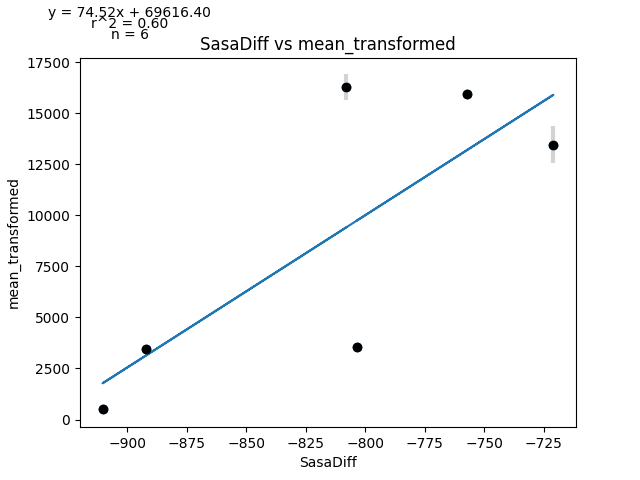 y = 74.52x + 69616.40
r^2 = 0.60
n = 6
SasaDiff vs mean_transformed
17500
15000
12500
10000
7500
5000
2500
0
mean_transformed
−900
−875
−850
−825
−800
−775
−750
−725
SasaDiff